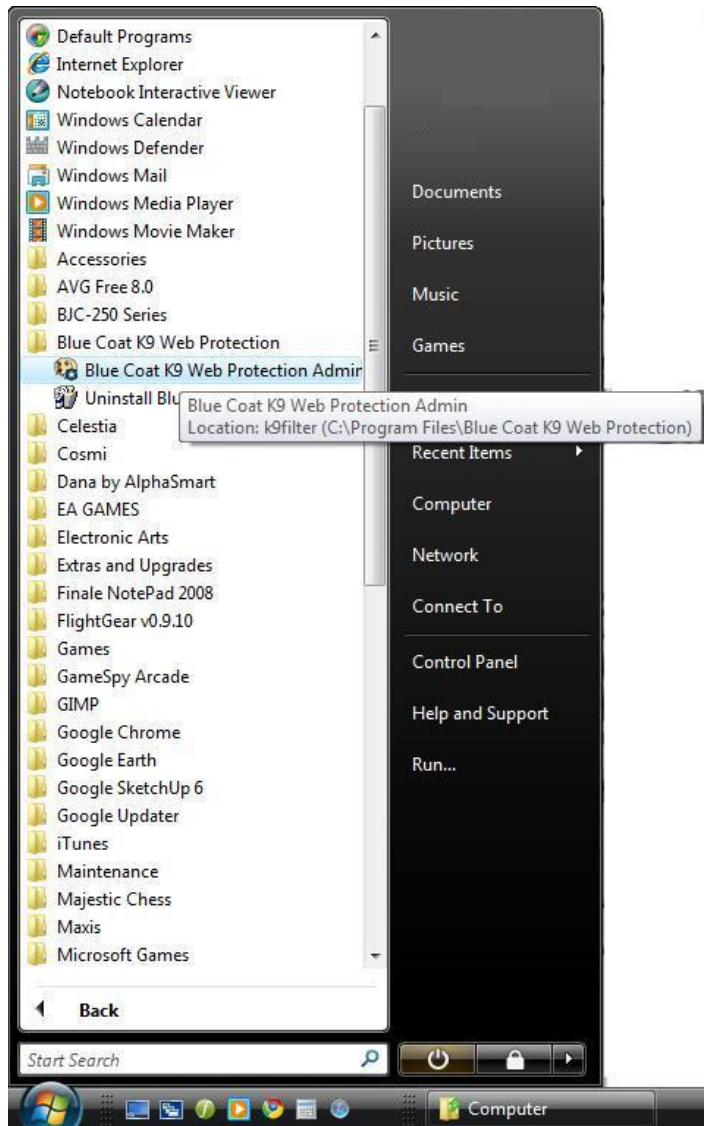 Default Programs
Internet Explorer
Notebook Interactive Viewer
Windows Calendar
Windows Defender
Windows Mail
Windows Media Player
Windows Movie Maker
Accessories
AVG Free 8.0
BJC-250 Series
Blue Coat K9 Web Protection
Blue Coat K9 Web Protection Admin
Uninstall Blu
Blue Coat K9 Web Protection Admin
Location: k9filter (C:\Program Files\Blue Coat K9 Web Protection)
Celestia
Cosmi
Dana by AlphaSmart
EA GAMES
Electronic Arts
Extras and Upgrades
Finale NotePad 2008
FlightGear v0.9.10
Games
GameSpy Arcade
GIMP
Google Chrome
Google Earth
Google SketchUp 6
Google Updater
iTunes
Maintenance
Majestic Chess
Maxis
Microsoft Games
Back
Start Search
Documents
Pictures
Music
Games
Recent Items
Computer
Network
Connect To
Control Panel
Help and Support
Run...
Computer